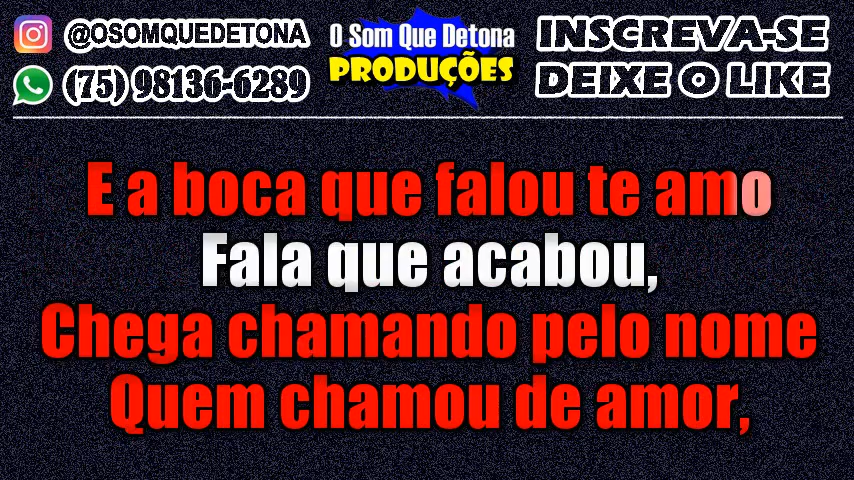 @OSOMQUEDETONA
(75) 98136-6289
O Som Que Detona
PRODUÇÕES
INSCREVA-SE
DEIXE O LIKE
E a boca que falou te amo
Fala que acabou,
Chega chamando pelo nome
Quem chamou de amor,